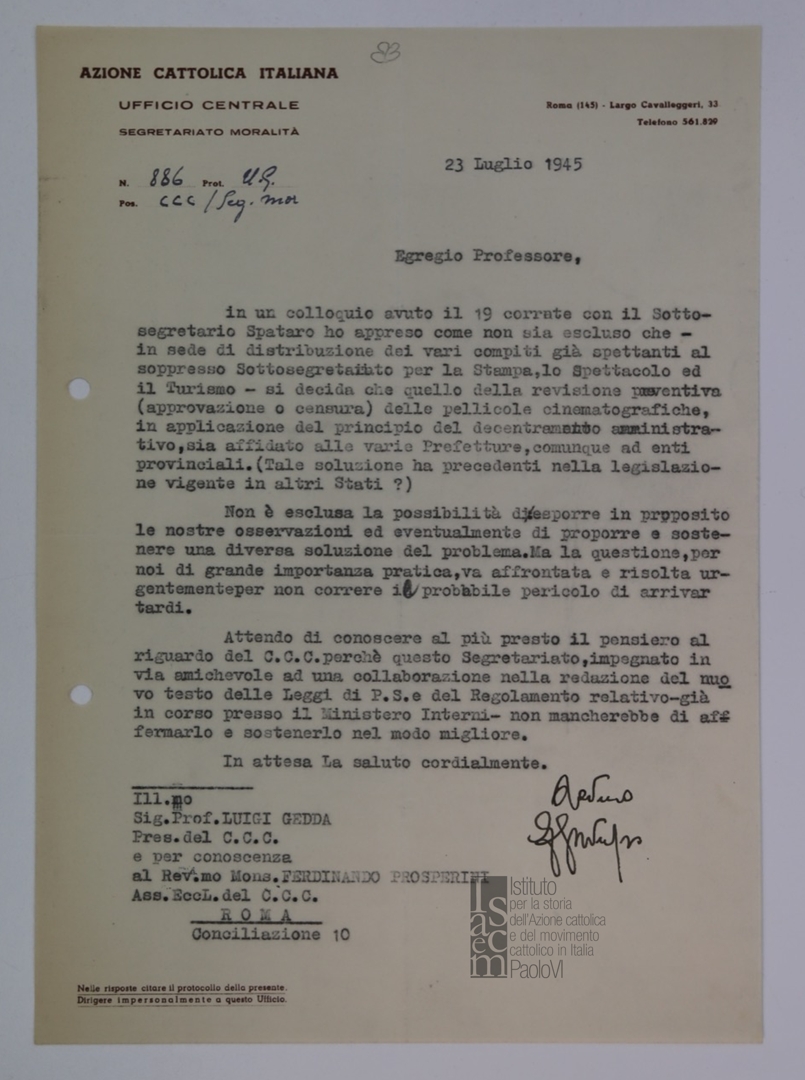 83
AZIONE CATTOLICA ITALIANA
UFFICIO CENTRALE
SEGRETARIATO MORALITÀ
Roma (145) - Largo Cavalleggeri, 33
Telefono 561.829
23 Luglio 1945
N. 886 Prot. U.G.
Pos. CCC / Seg. mor
Egregio Professore,
in un colloquio avuto il 19 corrate con il Sotto-
segretario Spataro ho appreso come non sia escluso che -
in sede di distribuzione dei vari compiti già spettanti al
soppresso Sottosegretariato per la Stampa,lo Spettacolo ed
il Turismo - si decida che quello della revisione preventiva
(approvazione o censura) delle pellicole cinematografiche,
in applicazione del principio del decentramento amministra-
tivo,sia affidato alle varie Prefetture,comunque ad enti
provinciali.(Tale soluzione ha precedenti nella legislazio-
ne vigente in altri Stati ?)
Non è esclusa la possibilità di esporre in proposito
le nostre osservazioni ed eventualmente di proporre e soste-
nere una diversa soluzione del problema.Ma la questione,per
noi di grande importanza pratica,va affrontata e risolta ur-
gentementeper non correre il probabile pericolo di arrivar
tardi.
Attendo di conoscere al più presto il pensiero al
riguardo del C.C.C.perchè questo Segretariato,impegnato in
via amichevole ad una collaborazione nella redazione del nuo
vo testo delle Leggi di P.S.e del Regolamento relativo-già
in corso presso il Ministero Interni- non mancherebbe di aff
fermarlo e sostenerlo nel modo migliore.
In attesa La saluto cordialmente.
Ill.mo
Sig.Prof.LUIGI GEDDA
Pres.del C.C.C.
e per conoscenza
al Rev.mo Mons.FERDINANDO PROSPERINI
Ass.Eccl.del C.C.C.
R O M A
Conciliazione 10
Isacem
Istituto
per la storia
dell'Azione cattolica
e del movimento
cattolico in Italia
PaoloVI
Nelle risposte citare il protocollo della presente.
Dirigere impersonalmente a questo Ufficio.